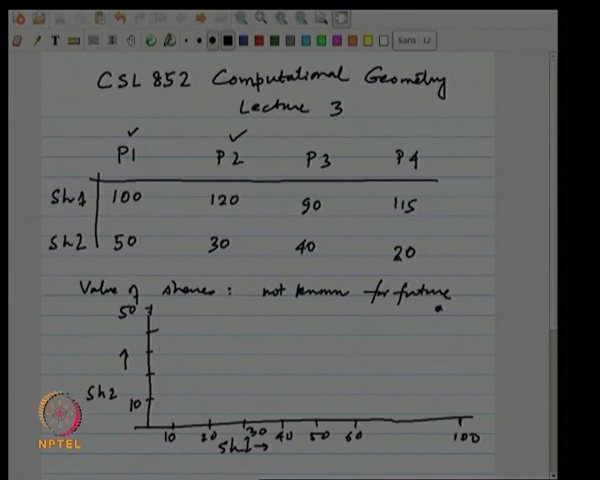 Sans 12
CSL 852 Computational Geometry
Lecture 3
P1 P2 P3 P4
Sh1 100 120 90 115
Sh2 50 30 40 20
Value of shares : not known for future
50
Sh2
10
10 20 30 40 50 60 100
Sh1
NPTEL